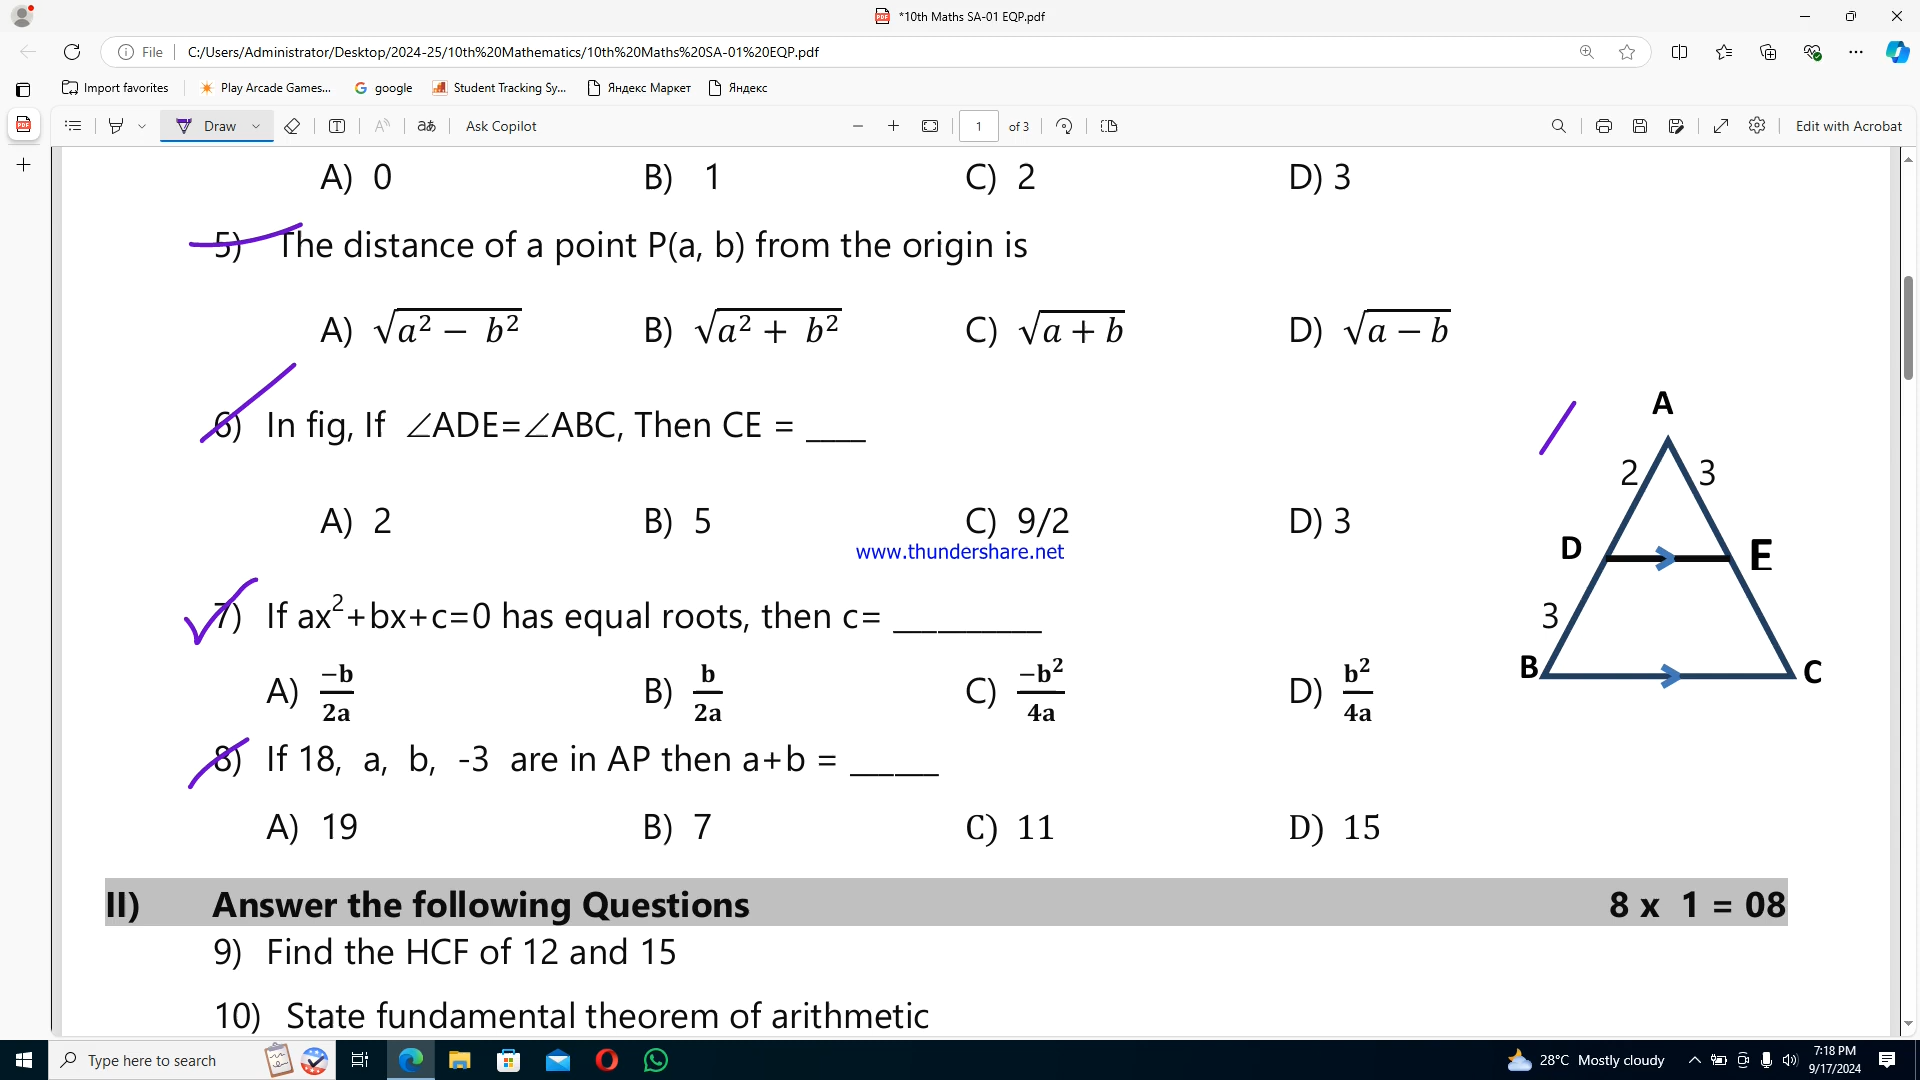 *10th Maths SA-01 EQP.pdf
File C:/Users/Administrator/Desktop/2024-25/10th%20Mathematics/10th%20Maths%20SA-01%20EQP.pdf
Import favorites Play Arcade Games... google Student Tracking Sy... Яндекс Маркет Яндекс
Draw Ask Copilot 1 of 3 Edit with Acrobat
A) 0 B) 1 C) 2 D) 3
5) The distance of a point P(a, b) from the origin is
A) √a² − b² B) √a² + b² C) √a + b D) √a − b
6) In fig, If ∠ADE=∠ABC, Then CE = ____
A) 2 B) 5 C) 9/2 D) 3
A
2 3
D E
3
B C
www.thundershare.net
7) If ax²+bx+c=0 has equal roots, then c= __________
A) −b/2a B) b/2a C) −b²/4a D) b²/4a
8) If 18, a, b, -3 are in AP then a+b = ______
A) 19 B) 7 C) 11 D) 15
II) Answer the following Questions 8 x 1 = 08
9) Find the HCF of 12 and 15
10) State fundamental theorem of arithmetic
Type here to search 28°C Mostly cloudy 7:18 PM
9/17/2024